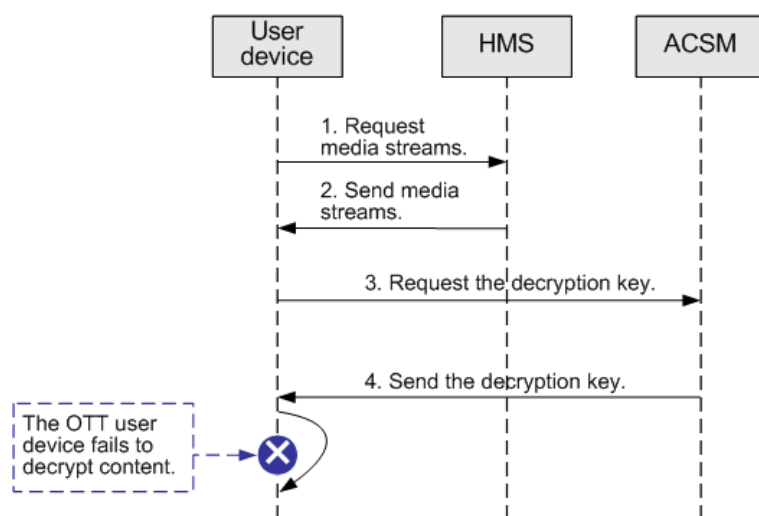 User
device
HMS
ACSM
1. Request
media streams.
2. Send media
streams.
3. Request the decryption key.
4. Send the decryption key.
The OTT user
device fails to
decrypt content.